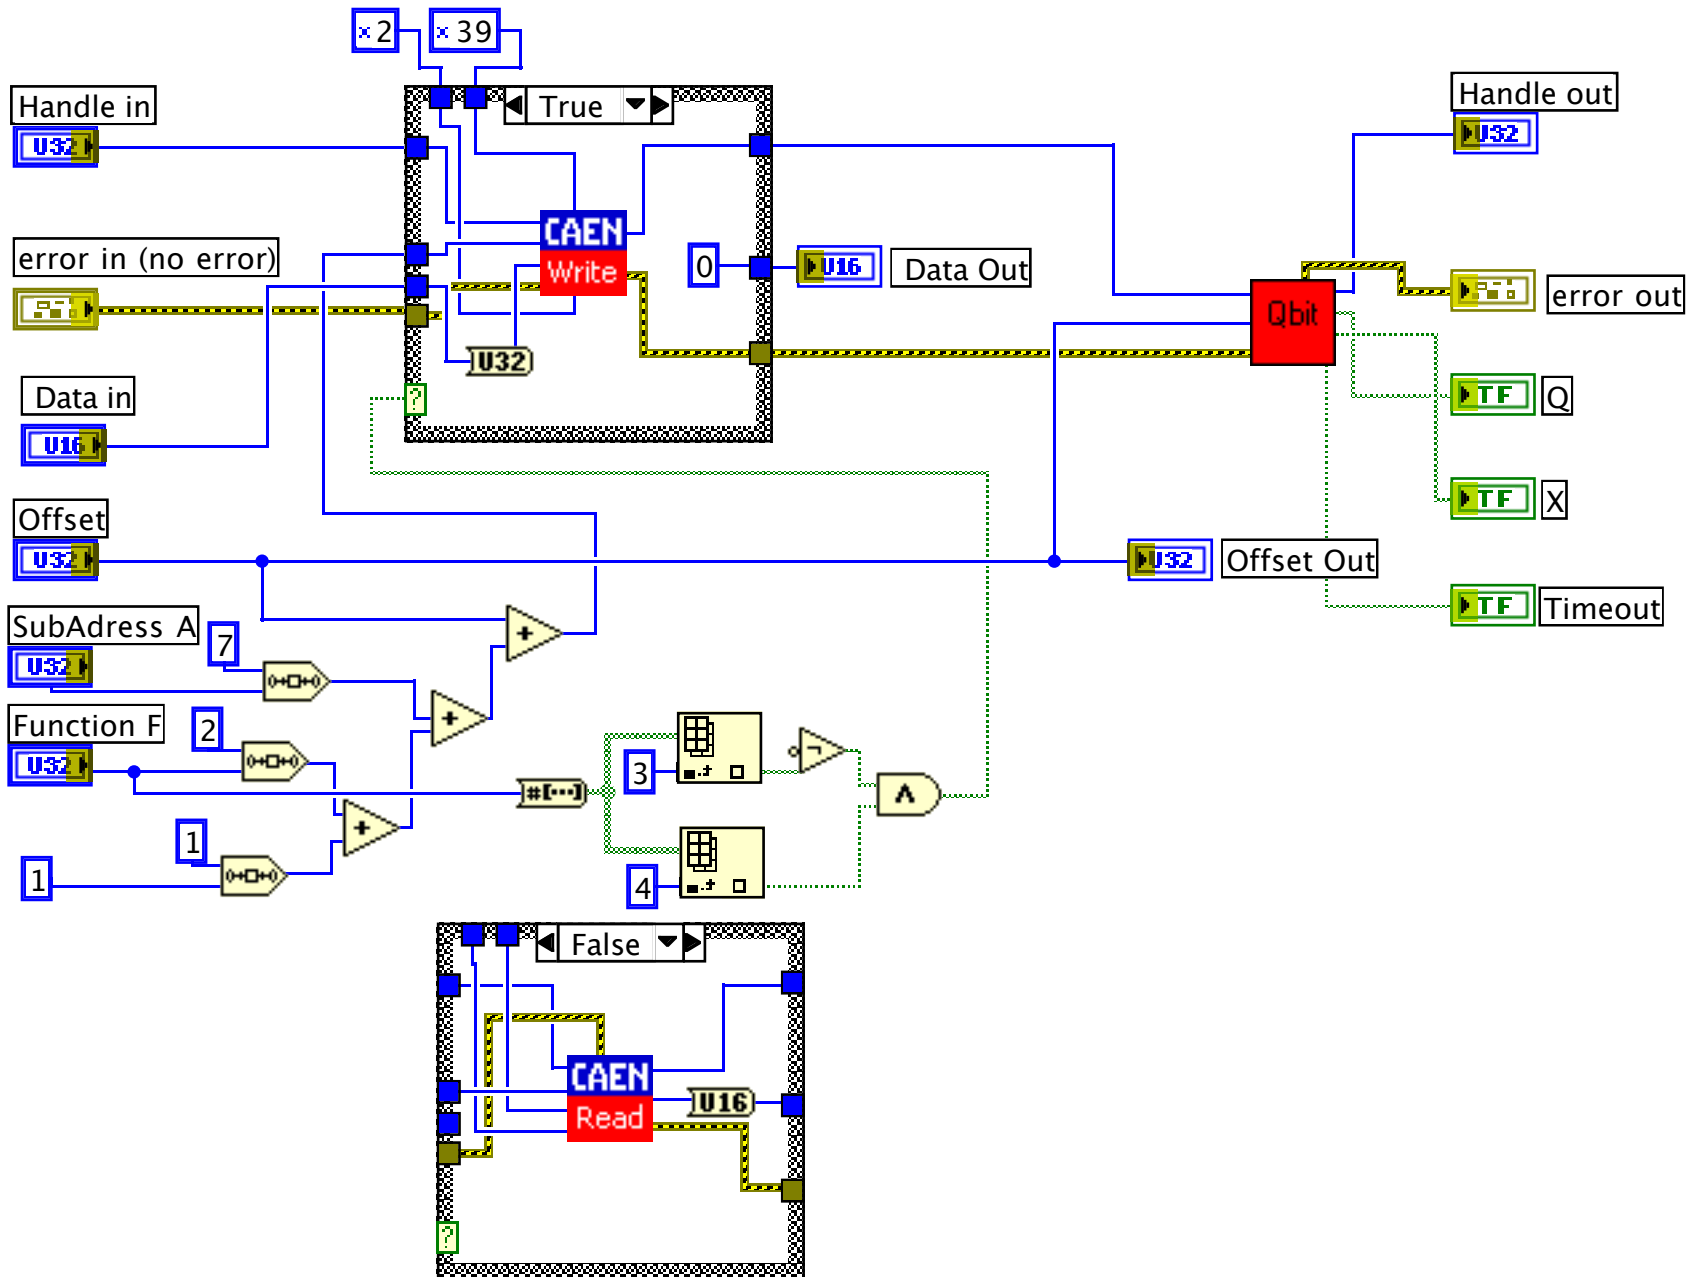 × 2
× 39
True
Handle in
U32
Handle out
U32
CAEN
Write
error in (no error)
0
U16
Data Out
Qbit
error out
U32
Data in
U16
?
TF
Q
TF
X
Offset
U32
U32
Offset Out
TF
Timeout
SubAdress A
U32
7
+
Function F
U32
2
+
3
#[...]
¬
∧
1
+
1
4
False
CAEN
Read
U16
?